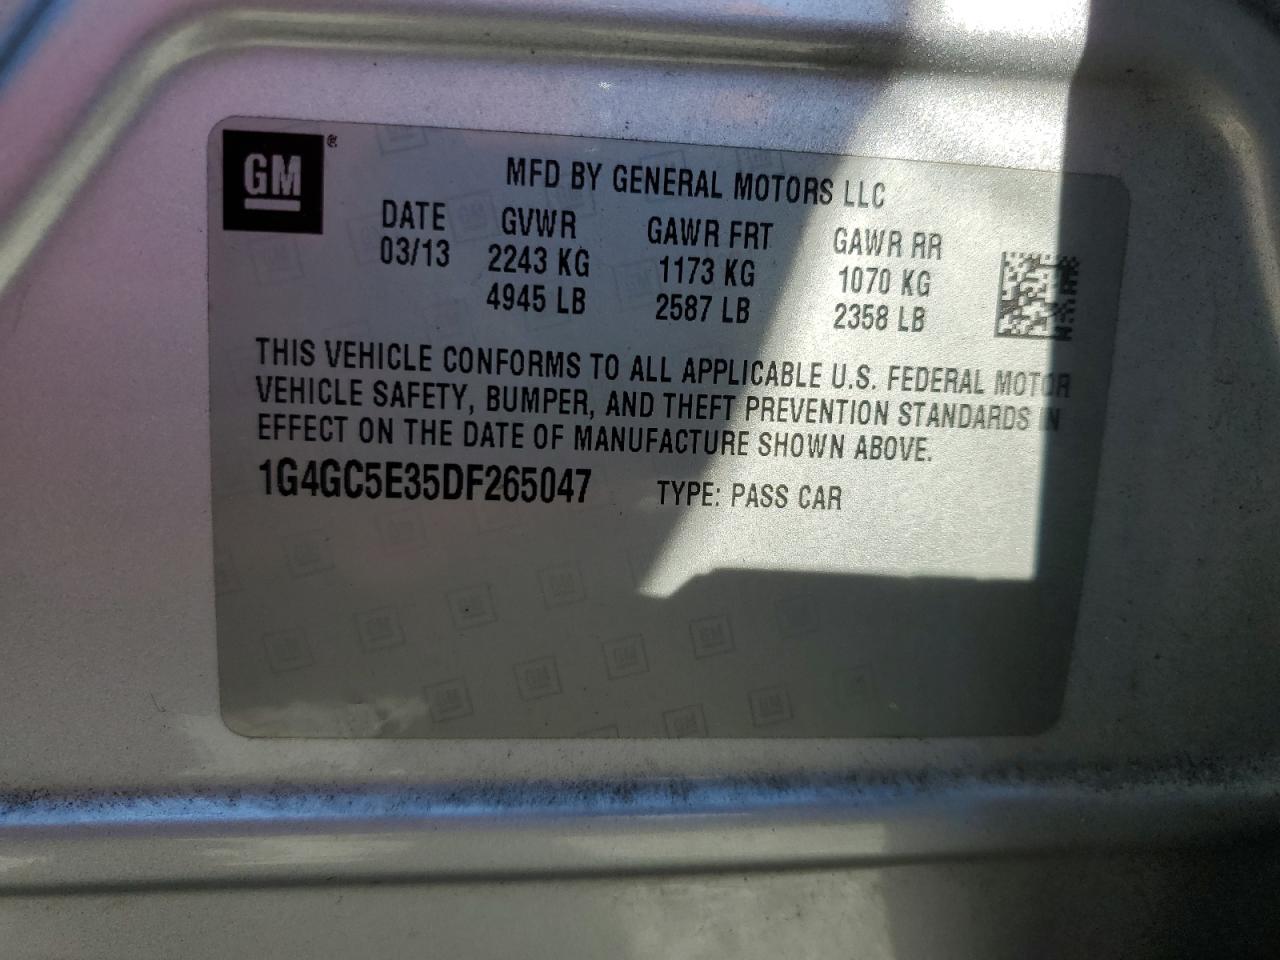 GM ®
MFD BY GENERAL MOTORS LLC
DATE GVWR GAWR FRT GAWR RR
03/13 2243 KG 1173 KG 1070 KG
4945 LB 2587 LB 2358 LB
THIS VEHICLE CONFORMS TO ALL APPLICABLE U.S. FEDERAL MOTOR
VEHICLE SAFETY, BUMPER, AND THEFT PREVENTION STANDARDS IN
EFFECT ON THE DATE OF MANUFACTURE SHOWN ABOVE.
1G4GC5E35DF265047 TYPE: PASS CAR